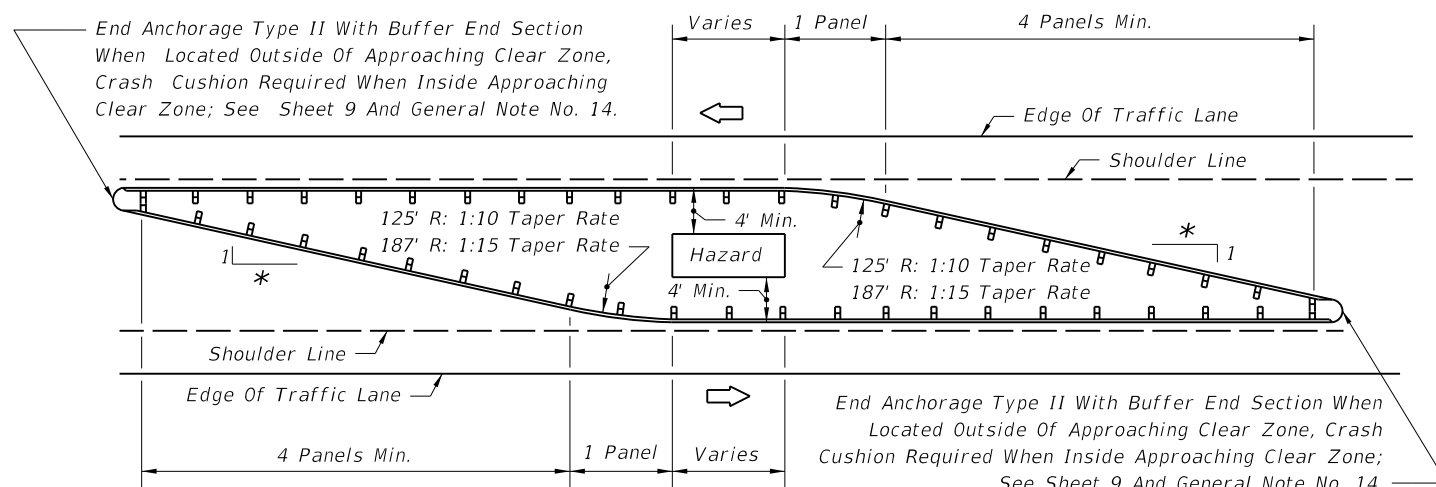 End Anchorage Type II With Buffer End Section
When Located Outside Of Approaching Clear Zone,
Crash Cushion Required When Inside Approaching
Clear Zone; See Sheet 9 And General Note No. 14.
Varies
1 Panel
4 Panels Min.
Edge Of Traffic Lane
Shoulder Line
125' R: 1:10 Taper Rate
187' R: 1:15 Taper Rate
4' Min.
1
*
Hazard
4' Min.
125' R: 1:10 Taper Rate
187' R: 1:15 Taper Rate
*
1
Shoulder Line
Edge Of Traffic Lane
4 Panels Min.
1 Panel
Varies
End Anchorage Type II With Buffer End Section When
Located Outside Of Approaching Clear Zone, Crash
Cushion Required When Inside Approaching Clear Zone;
See Sheet 9 And General Note No. 14.